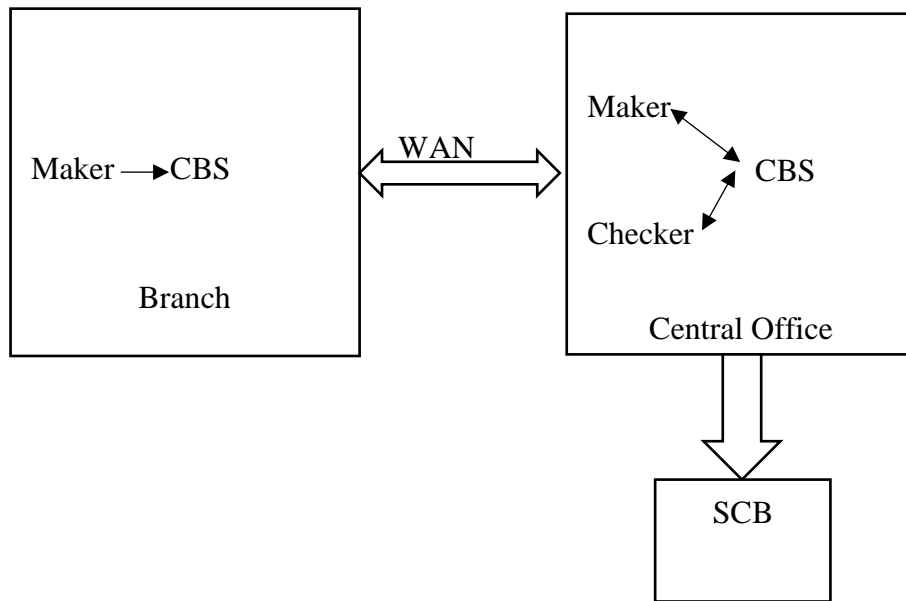 Maker
CBS
Branch
WAN
Maker
CBS
Checker
Central Office
SCB